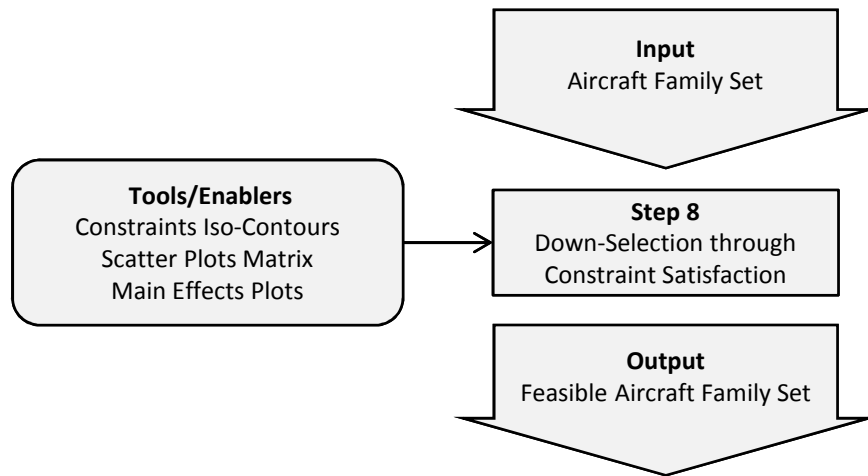 Input
Aircraft Family Set
Tools/Enablers
Constraints Iso-Contours
Scatter Plots Matrix
Main Effects Plots
Step 8
Down-Selection through
Constraint Satisfaction
Output
Feasible Aircraft Family Set